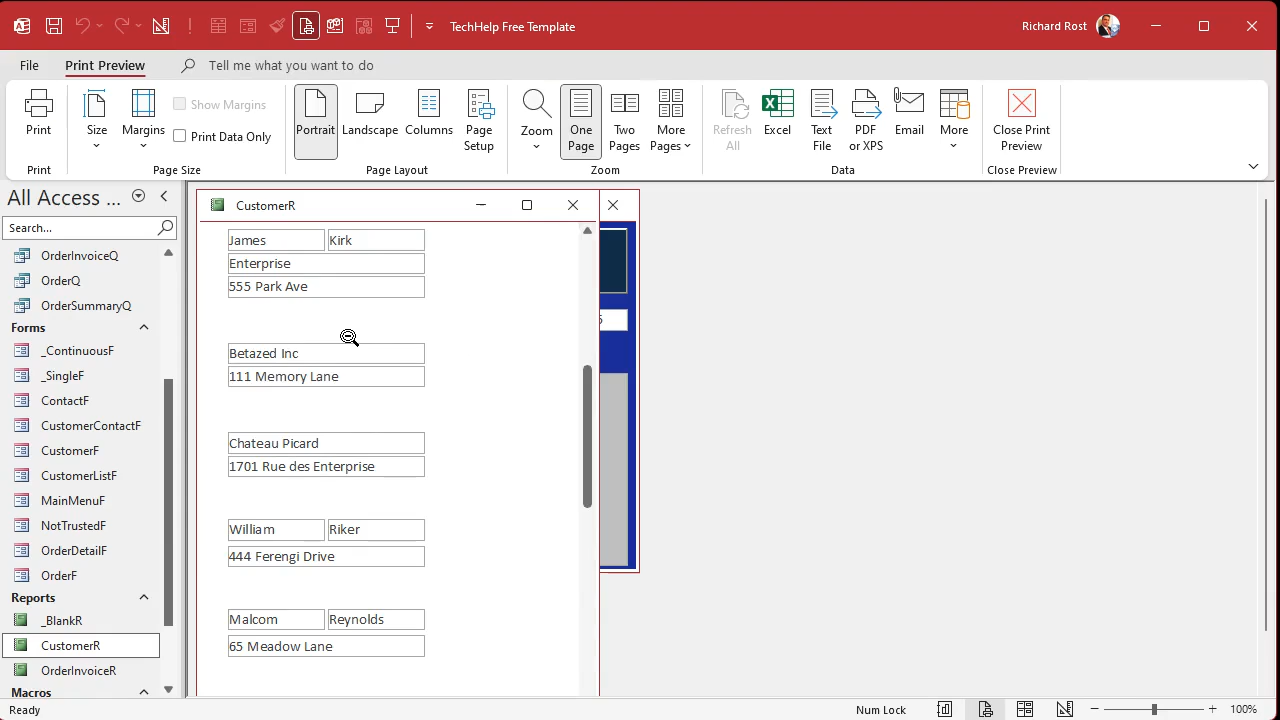 TechHelp Free Template
Richard Rost
File
Print Preview
Tell me what you want to do
Print
Size
Margins
Show Margins
Print Data Only
Portrait
Landscape
Columns
Page Setup
Zoom
One Page
Two Pages
More Pages
Refresh All
Excel
Text File
PDF or XPS
Email
More
Close Print Preview
Print
Page Size
Page Layout
Zoom
Data
Close Preview
All Access ...
Search...
OrderInvoiceQ
OrderQ
OrderSummaryQ
Forms
_ContinuousF
_SingleF
ContactF
CustomerContactF
CustomerF
CustomerListF
MainMenuF
NotTrustedF
OrderDetailF
OrderF
Reports
_BlankR
CustomerR
OrderInvoiceR
Macros
CustomerR
James Kirk
Enterprise
555 Park Ave
Betazed Inc
111 Memory Lane
Chateau Picard
1701 Rue des Enterprise
William Riker
444 Ferengi Drive
Malcom Reynolds
65 Meadow Lane
Ready
Num Lock
100%